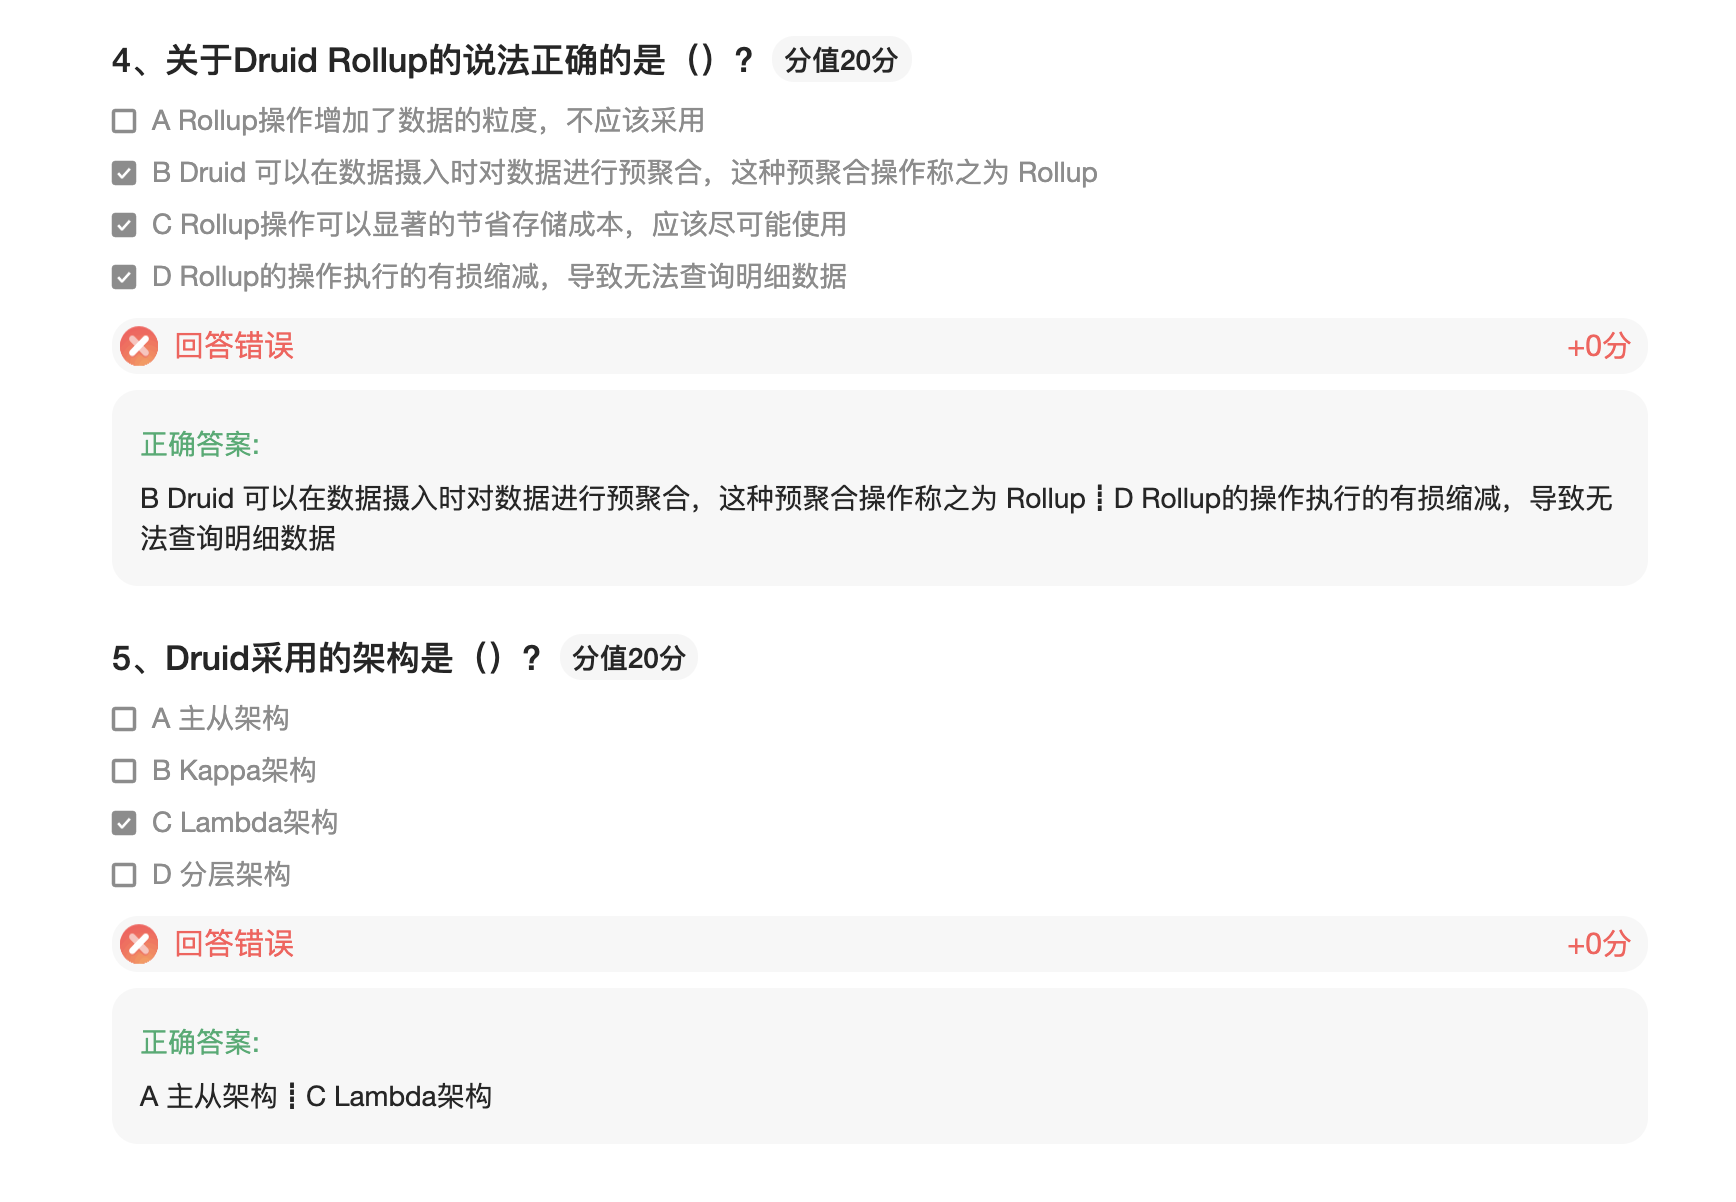 4、关于Druid Rollup的说法正确的是（）？ 分值20分
A Rollup操作增加了数据的粒度，不应该采用
B Druid 可以在数据摄入时对数据进行预聚合，这种预聚合操作称之为 Rollup
C Rollup操作可以显著的节省存储成本，应该尽可能使用
D Rollup的操作执行的有损缩减，导致无法查询明细数据
回答错误 +0分
正确答案:
B Druid 可以在数据摄入时对数据进行预聚合，这种预聚合操作称之为 Rollup ┋ D Rollup的操作执行的有损缩减，导致无
法查询明细数据
5、Druid采用的架构是（）？ 分值20分
A 主从架构
B Kappa架构
C Lambda架构
D 分层架构
回答错误 +0分
正确答案:
A 主从架构 ┋ C Lambda架构